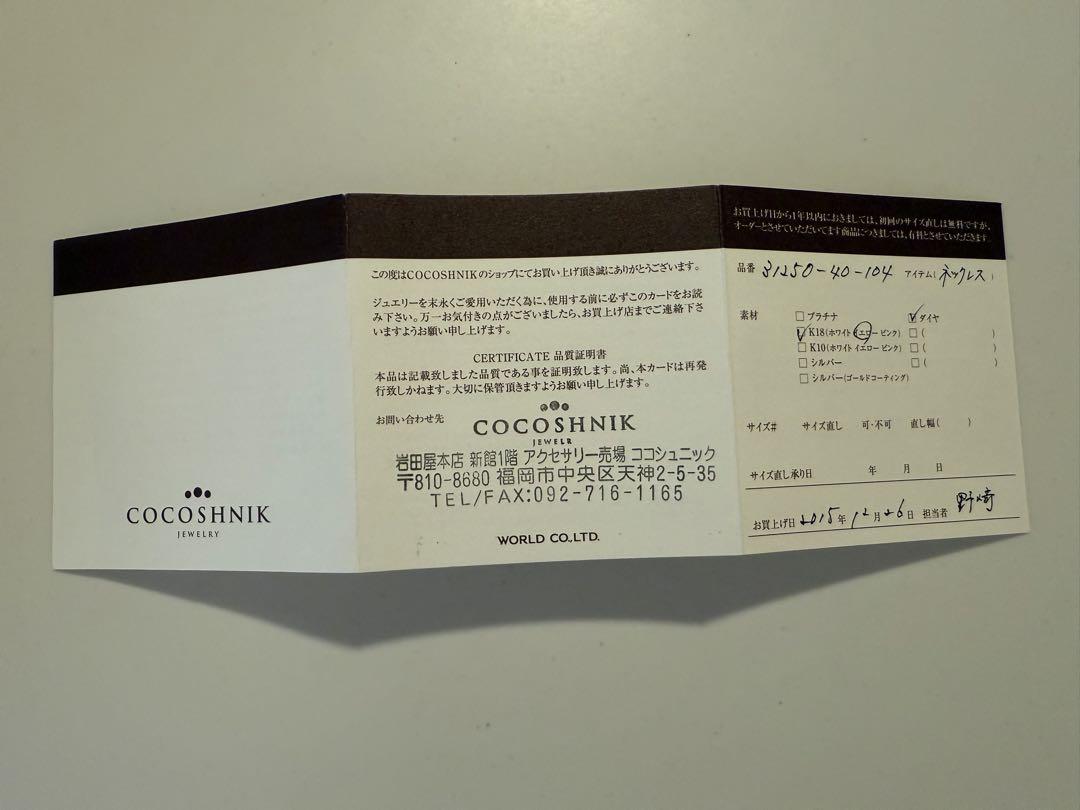 COCOSHNIK
JEWELRY
この度はCOCOSHNIKのショップにてお買い上げ頂き誠にありがとうございます。
ジュエリーを末永くご愛用いただく為に、使用する前に必ずこのカードをお読
み下さい。万一お気付きの点がございましたら、お買上げ店までご連絡下さ
いますようお願い申し上げます。
CERTIFICATE 品質証明書
本品は記載致しました品質である事を証明致します。尚、本カードは再発
行致しかねます。大切に保管頂きますようお願い申し上げます。
お問い合わせ先
COCOSHNIK
JEWELR
岩田屋本店 新館1階 アクセサリー売場 ココシュニック
〒810-8680 福岡市中央区天神2-5-35
TEL/FAX:092-716-1165
WORLD CO.,LTD.
お買上げ日から1年以内におきましては、初回のサイズ直しは無料ですが、
オーダーとさせていただいてます商品につきましては、有料とさせていただきます。
品番 31250-40-104 アイテム(ネックレス)
素材 □プラチナ ☑ダイヤ
☑K18(ホワイト イエロー ピンク) □( )
□K10(ホワイト イエロー ピンク) □( )
□シルバー □( )
□シルバー(ゴールドコーティング)
サイズ# サイズ直し 可・不可 直し幅( )
サイズ直し承り日 年 月 日
お買上げ日 2015年 12月 26日 担当者 野崎